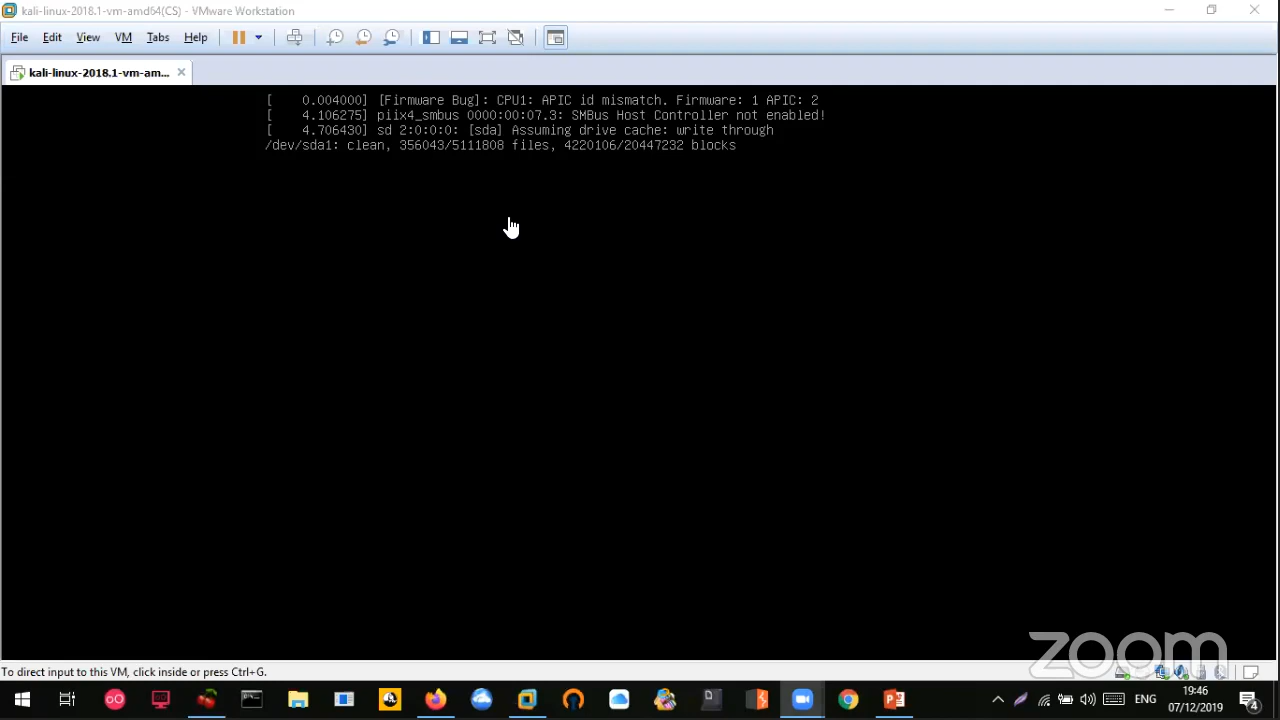 kali-linux-2018.1-vm-amd64(CS) - VMware Workstation
File Edit View VM Tabs Help
kali-linux-2018.1-vm-am...
[    0.004000] [Firmware Bug]: CPU1: APIC id mismatch. Firmware: 1 APIC: 2
[    4.106275] piix4_smbus 0000:00:07.3: SMBus Host Controller not enabled!
[    4.706430] sd 2:0:0:0: [sda] Assuming drive cache: write through
/dev/sda1: clean, 356043/5111808 files, 4220106/20447232 blocks
zoom
To direct input to this VM, click inside or press Ctrl+G.
ENG
9:46
07/12/2019
4